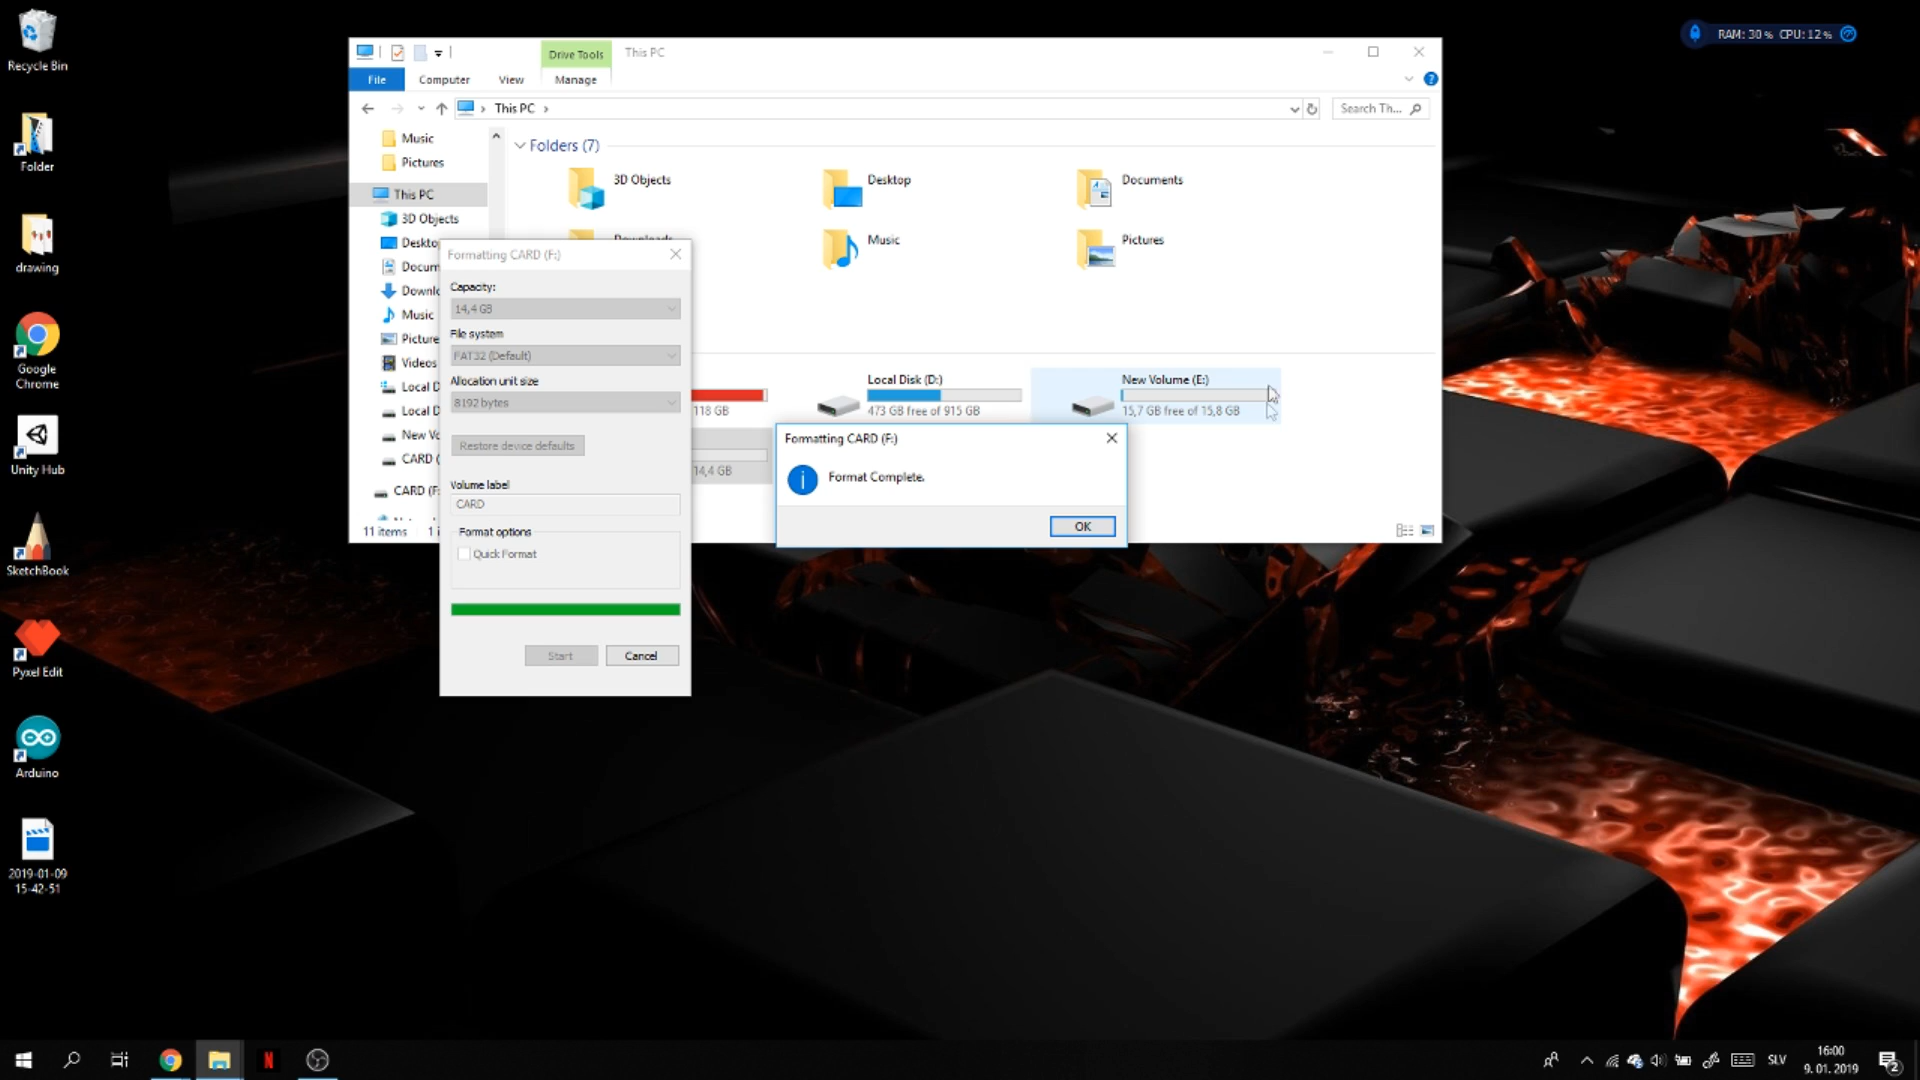 Recycle Bin
Folder
drawing
Google
Chrome
Unity Hub
SketchBook
Pyxel Edit
Arduino
2019-01-09
15-42-51
RAM: 30% CPU: 12%
Drive Tools
This PC
File
Computer
View
Manage
This PC
Search Th...
Music
Pictures
This PC
3D Objects
Desktop
Docum
Music
Picture
Videos
Local D
Local D
New Vo
CARD (
CARD (F:
11 items
Folders (7)
3D Objects
Desktop
Documents
Downloads
Music
Pictures
118 GB
Local Disk (D:)
473 GB free of 915 GB
New Volume (E:)
15,7 GB free of 15,8 GB
14,4 GB
Formatting CARD (F:)
Capacity:
14,4 GB
File system
FAT32 (Default)
Allocation unit size
8192 bytes
Restore device defaults
Volume label
CARD
Format options
Quick Format
Start
Cancel
Formatting CARD (F:)
Format Complete.
OK
SLV
16:00
9. 01. 2019
2